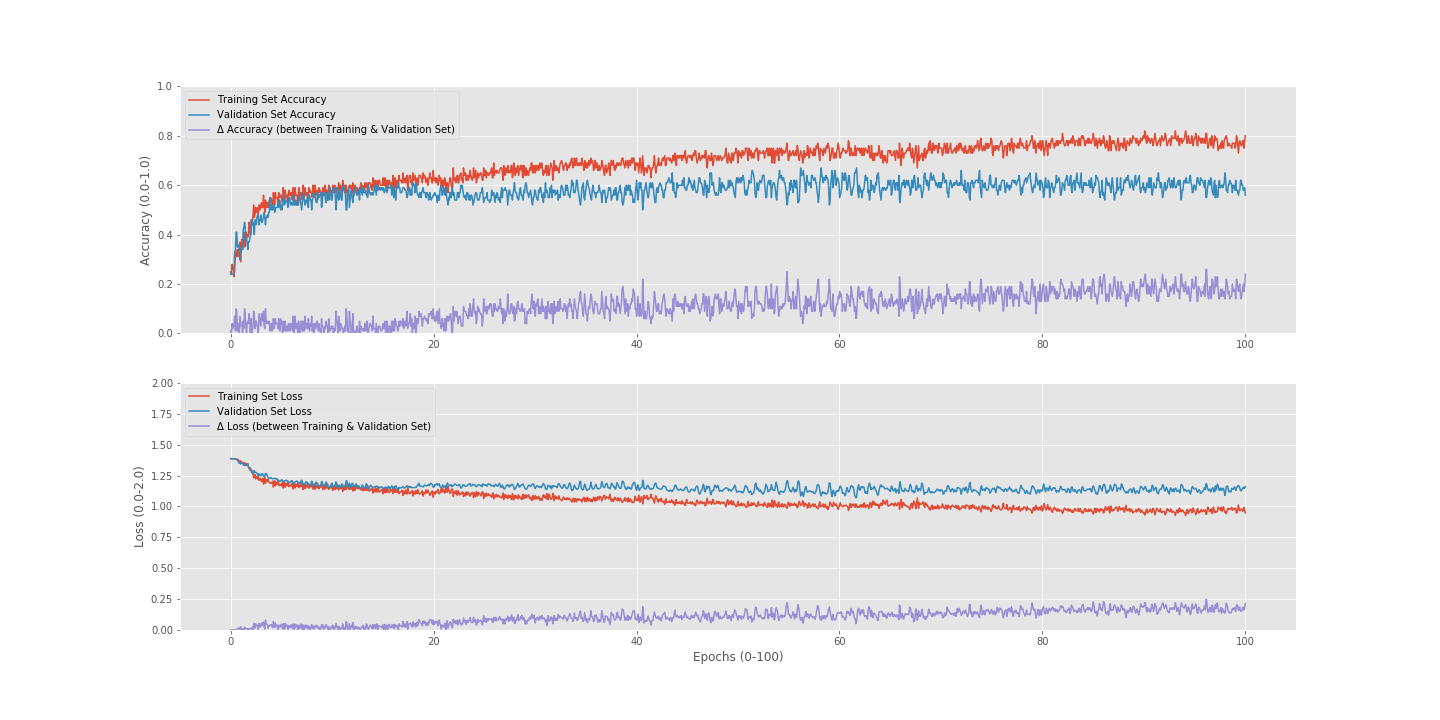 1.0
Training Set Accuracy
Validation Set Accuracy
Δ Accuracy (between Training & Validation Set)
0.8
0.6
0.4
0.2
0.0
Accuracy (0.0-1.0)
0 20 40 60 80 100
2.00
Training Set Loss
Validation Set Loss
Δ Loss (between Training & Validation Set)
1.75
1.50
1.25
1.00
0.75
0.50
0.25
0.00
Loss (0.0-2.0)
0 20 40 60 80 100
Epochs (0-100)